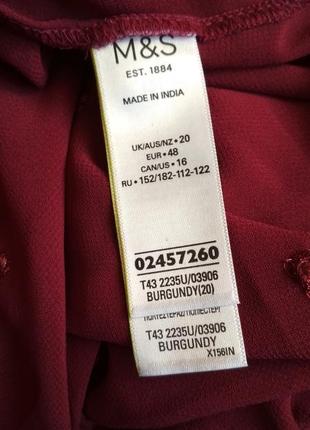 M&S
EST. 1884
MADE IN INDIA
UK/AUS/NZ • 20
EUR • 48
CAN/US • 16
RU • 152/182-112-122
02457260
T43 2235U/03906
BURGUNDY(20)
T43 2235U/03906
BURGUNDY
X156IN